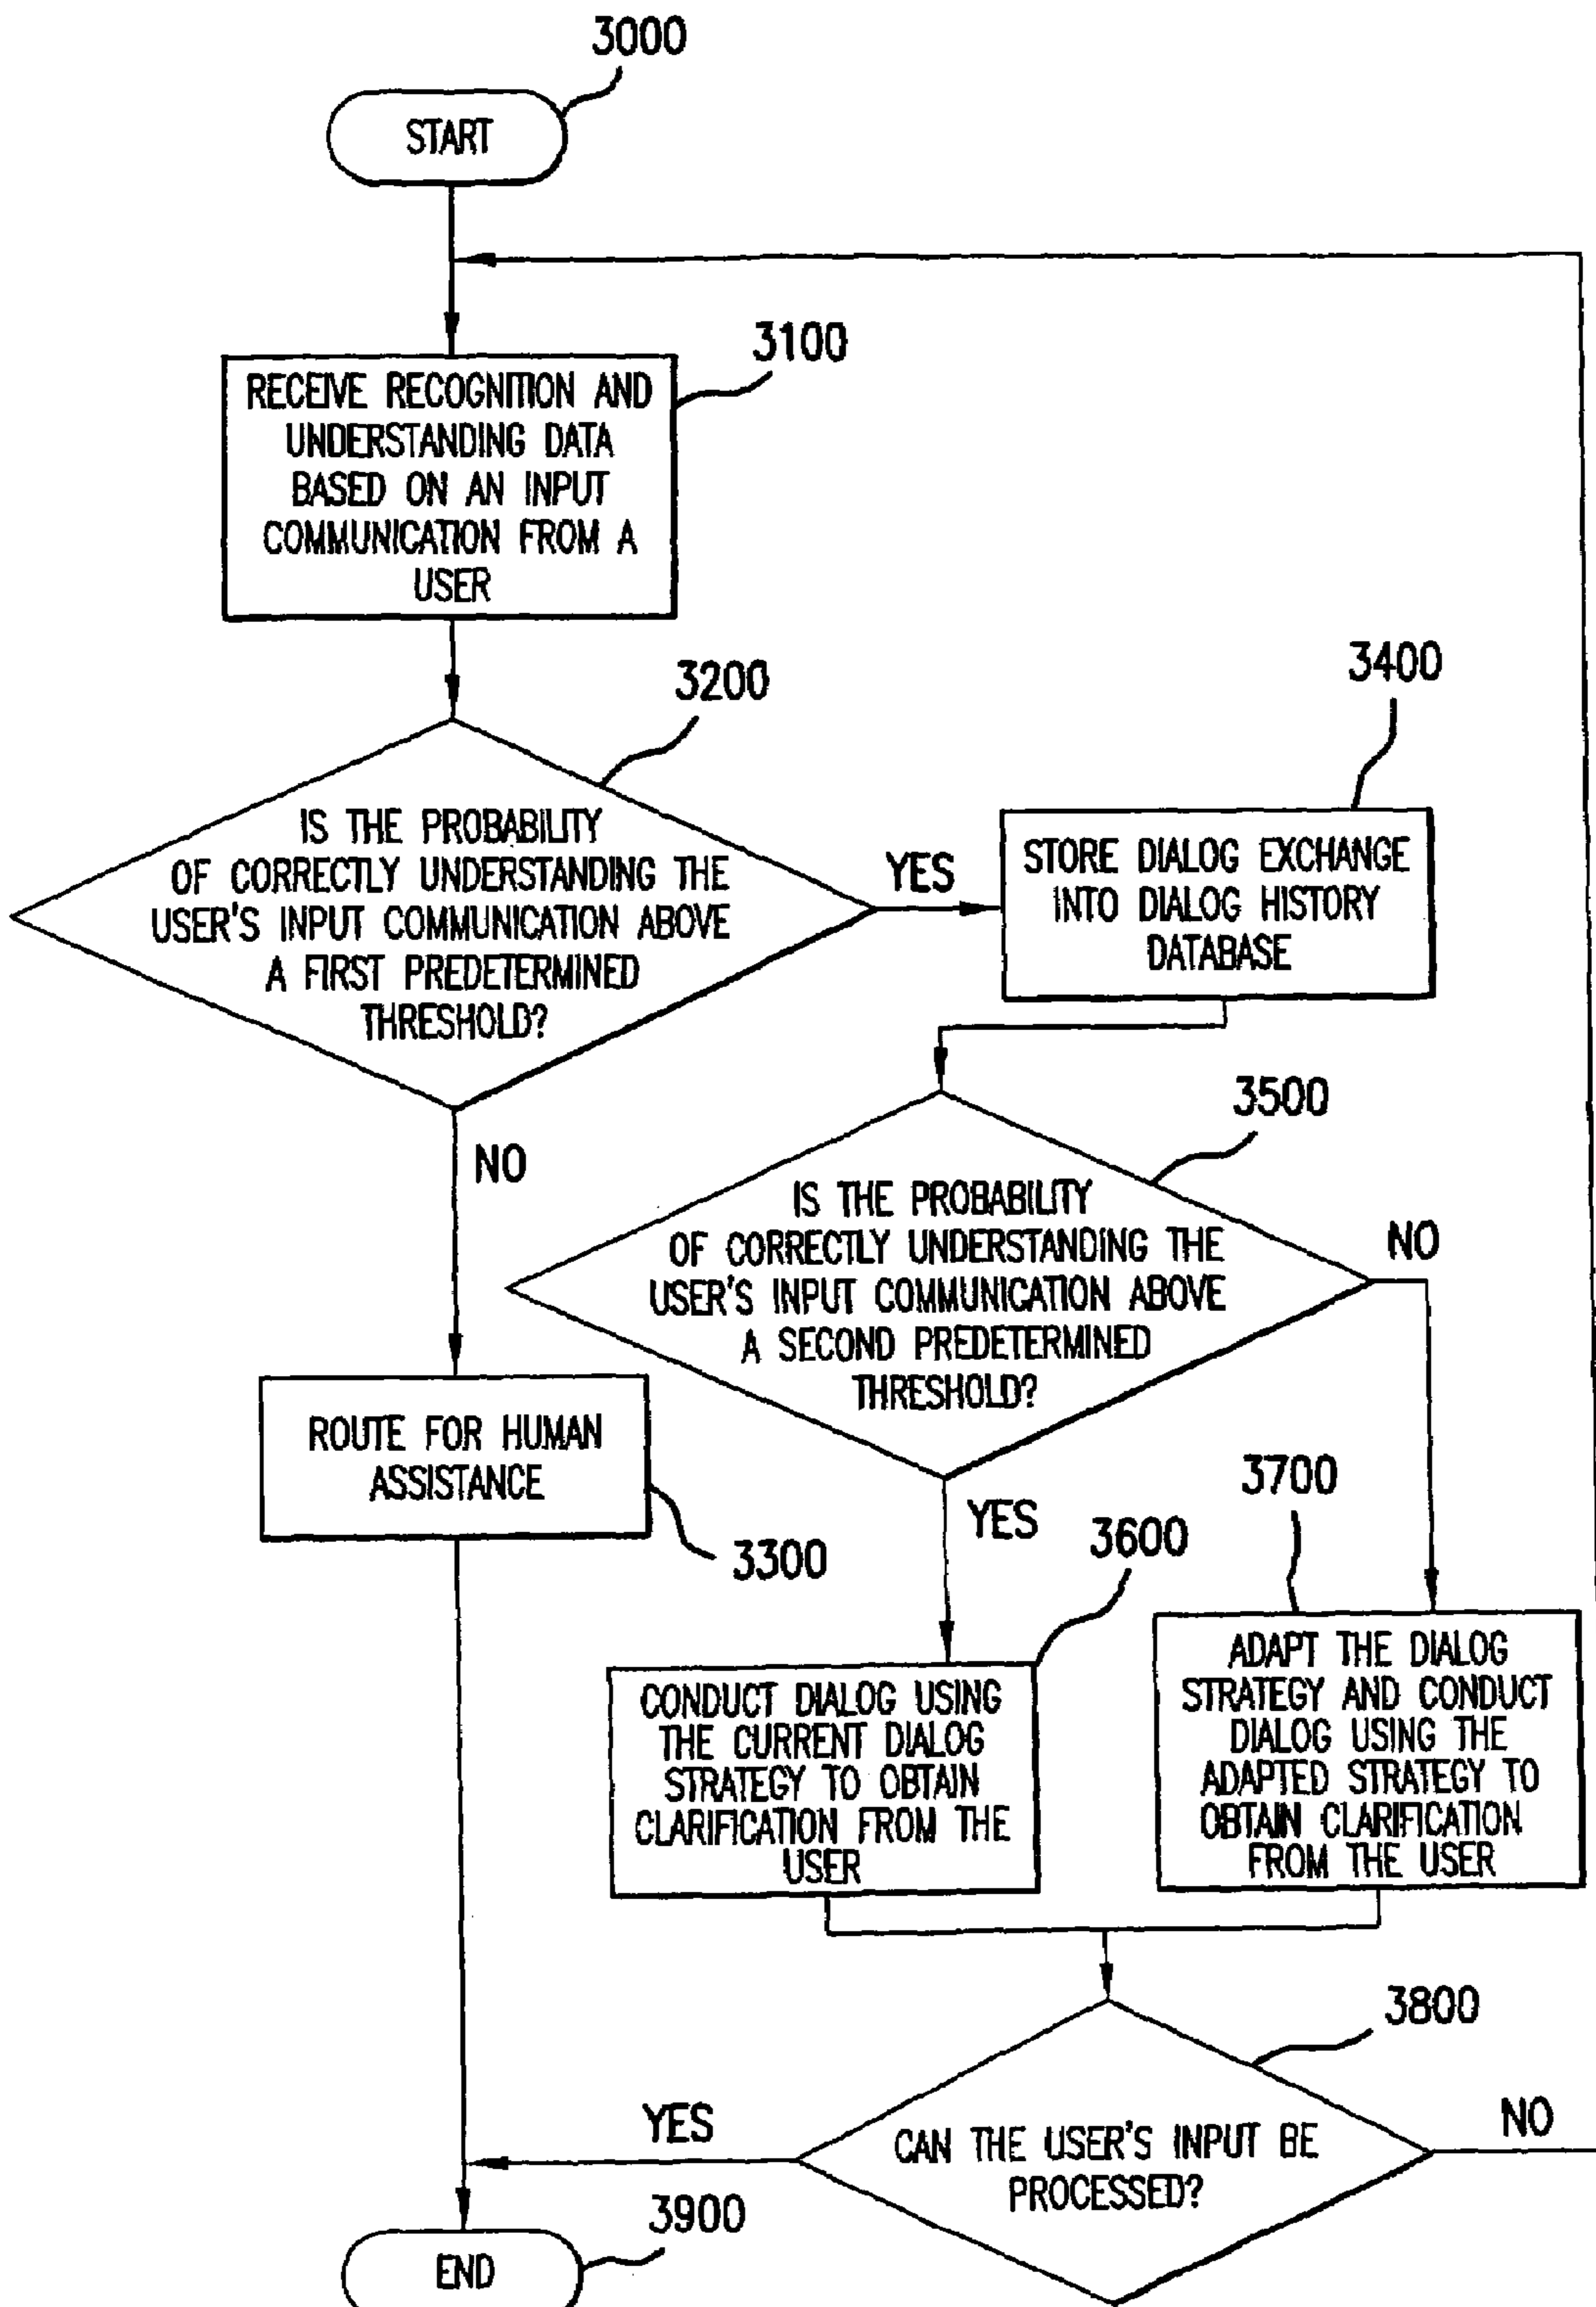 3000
START
3100
RECEIVE RECOGNITION AND
UNDERSTANDING DATA
BASED ON AN INPUT
COMMUNICATION FROM A
USER
3200
IS THE PROBABILITY
OF CORRECTLY UNDERSTANDING THE
USER'S INPUT COMMUNICATION ABOVE
A FIRST PREDETERMINED
THRESHOLD?
YES
3400
STORE DIALOG EXCHANGE
INTO DIALOG HISTORY
DATABASE
NO
3500
IS THE PROBABILITY
OF CORRECTLY UNDERSTANDING THE
USER'S INPUT COMMUNICATION ABOVE
A SECOND PREDETERMINED
THRESHOLD?
NO
ROUTE FOR HUMAN
ASSISTANCE
3300
YES
3600
CONDUCT DIALOG USING
THE CURRENT DIALOG
STRATEGY TO OBTAIN
CLARIFICATION FROM THE
USER
3700
ADAPT THE DIALOG
STRATEGY AND CONDUCT
DIALOG USING THE
ADAPTED STRATEGY TO
OBTAIN CLARIFICATION
FROM THE USER
3800
CAN THE USER'S INPUT BE
PROCESSED?
YES
NO
3900
END